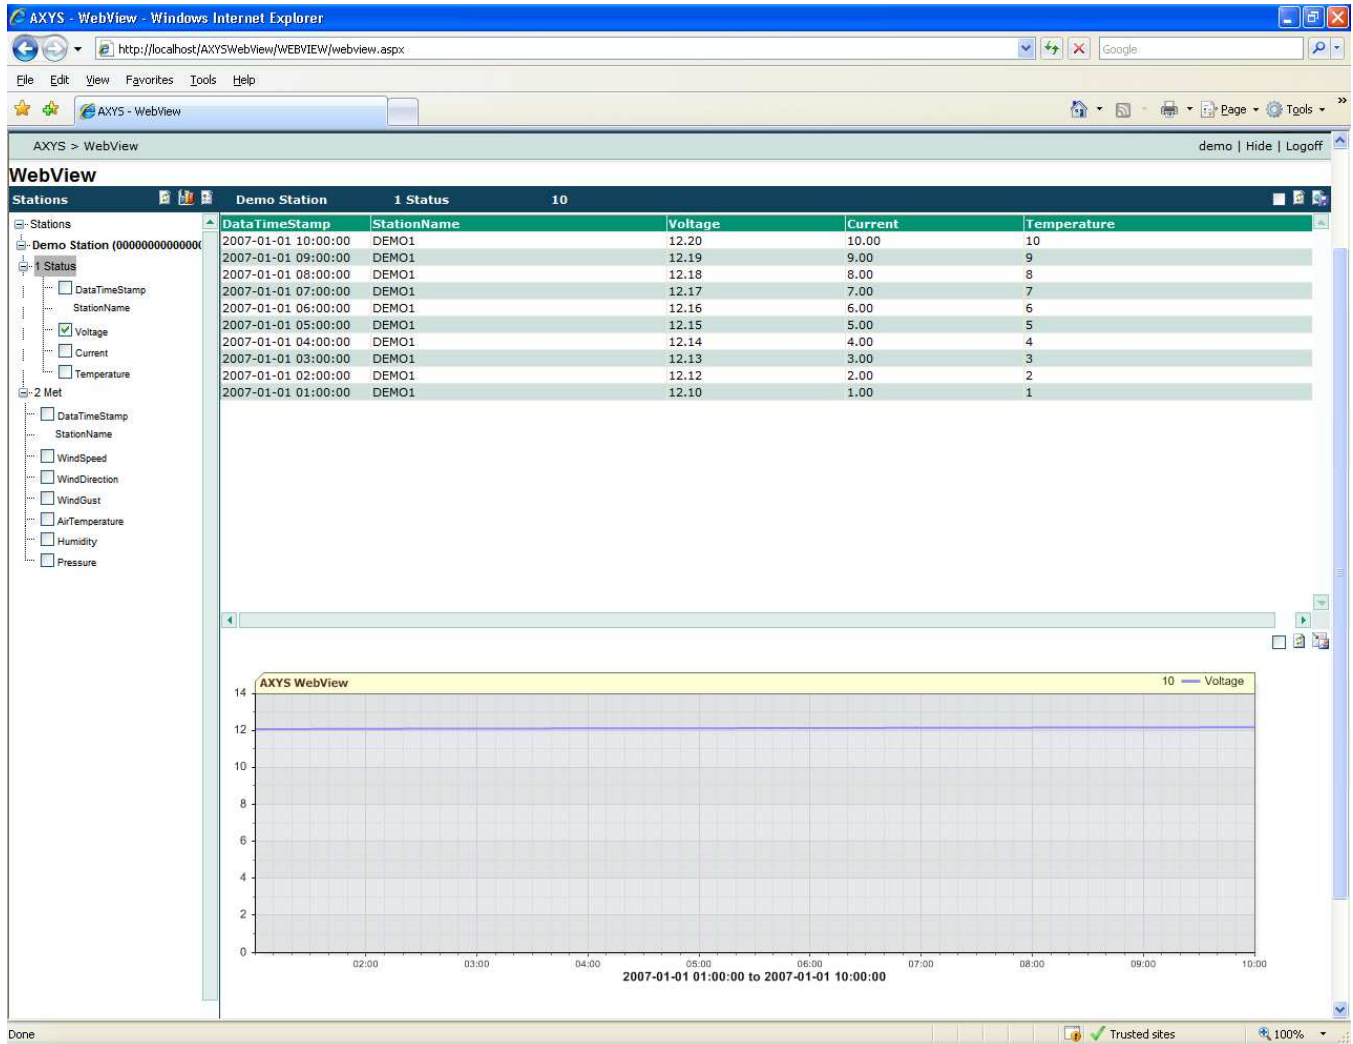 AXYS - WebView - Windows Internet Explorer
http://localhost/AXYSWebView/WEBVIEW/webview.aspx
Google
File Edit View Favorites Tools Help
AXYS - WebView
Page Tools
AXYS > WebView
demo | Hide | Logoff
WebView
Stations
Demo Station 1 Status 10
Stations
Demo Station (00000000000000
1 Status
DataTimeStamp
StationName
Voltage
Current
Temperature
2 Met
DataTimeStamp
StationName
WindSpeed
WindDirection
WindGust
AirTemperature
Humidity
Pressure
DataTimeStamp StationName Voltage Current Temperature
2007-01-01 10:00:00 DEMO1 12.20 10.00 10
2007-01-01 09:00:00 DEMO1 12.19 9.00 9
2007-01-01 08:00:00 DEMO1 12.18 8.00 8
2007-01-01 07:00:00 DEMO1 12.17 7.00 7
2007-01-01 06:00:00 DEMO1 12.16 6.00 6
2007-01-01 05:00:00 DEMO1 12.15 5.00 5
2007-01-01 04:00:00 DEMO1 12.14 4.00 4
2007-01-01 03:00:00 DEMO1 12.13 3.00 3
2007-01-01 02:00:00 DEMO1 12.12 2.00 2
2007-01-01 01:00:00 DEMO1 12.10 1.00 1
AXYS WebView
10 Voltage
14
12
10
8
6
4
2
0
02:00 03:00 04:00 05:00 06:00 07:00 08:00 09:00 10:00
2007-01-01 01:00:00 to 2007-01-01 10:00:00
Done
Trusted sites
100%